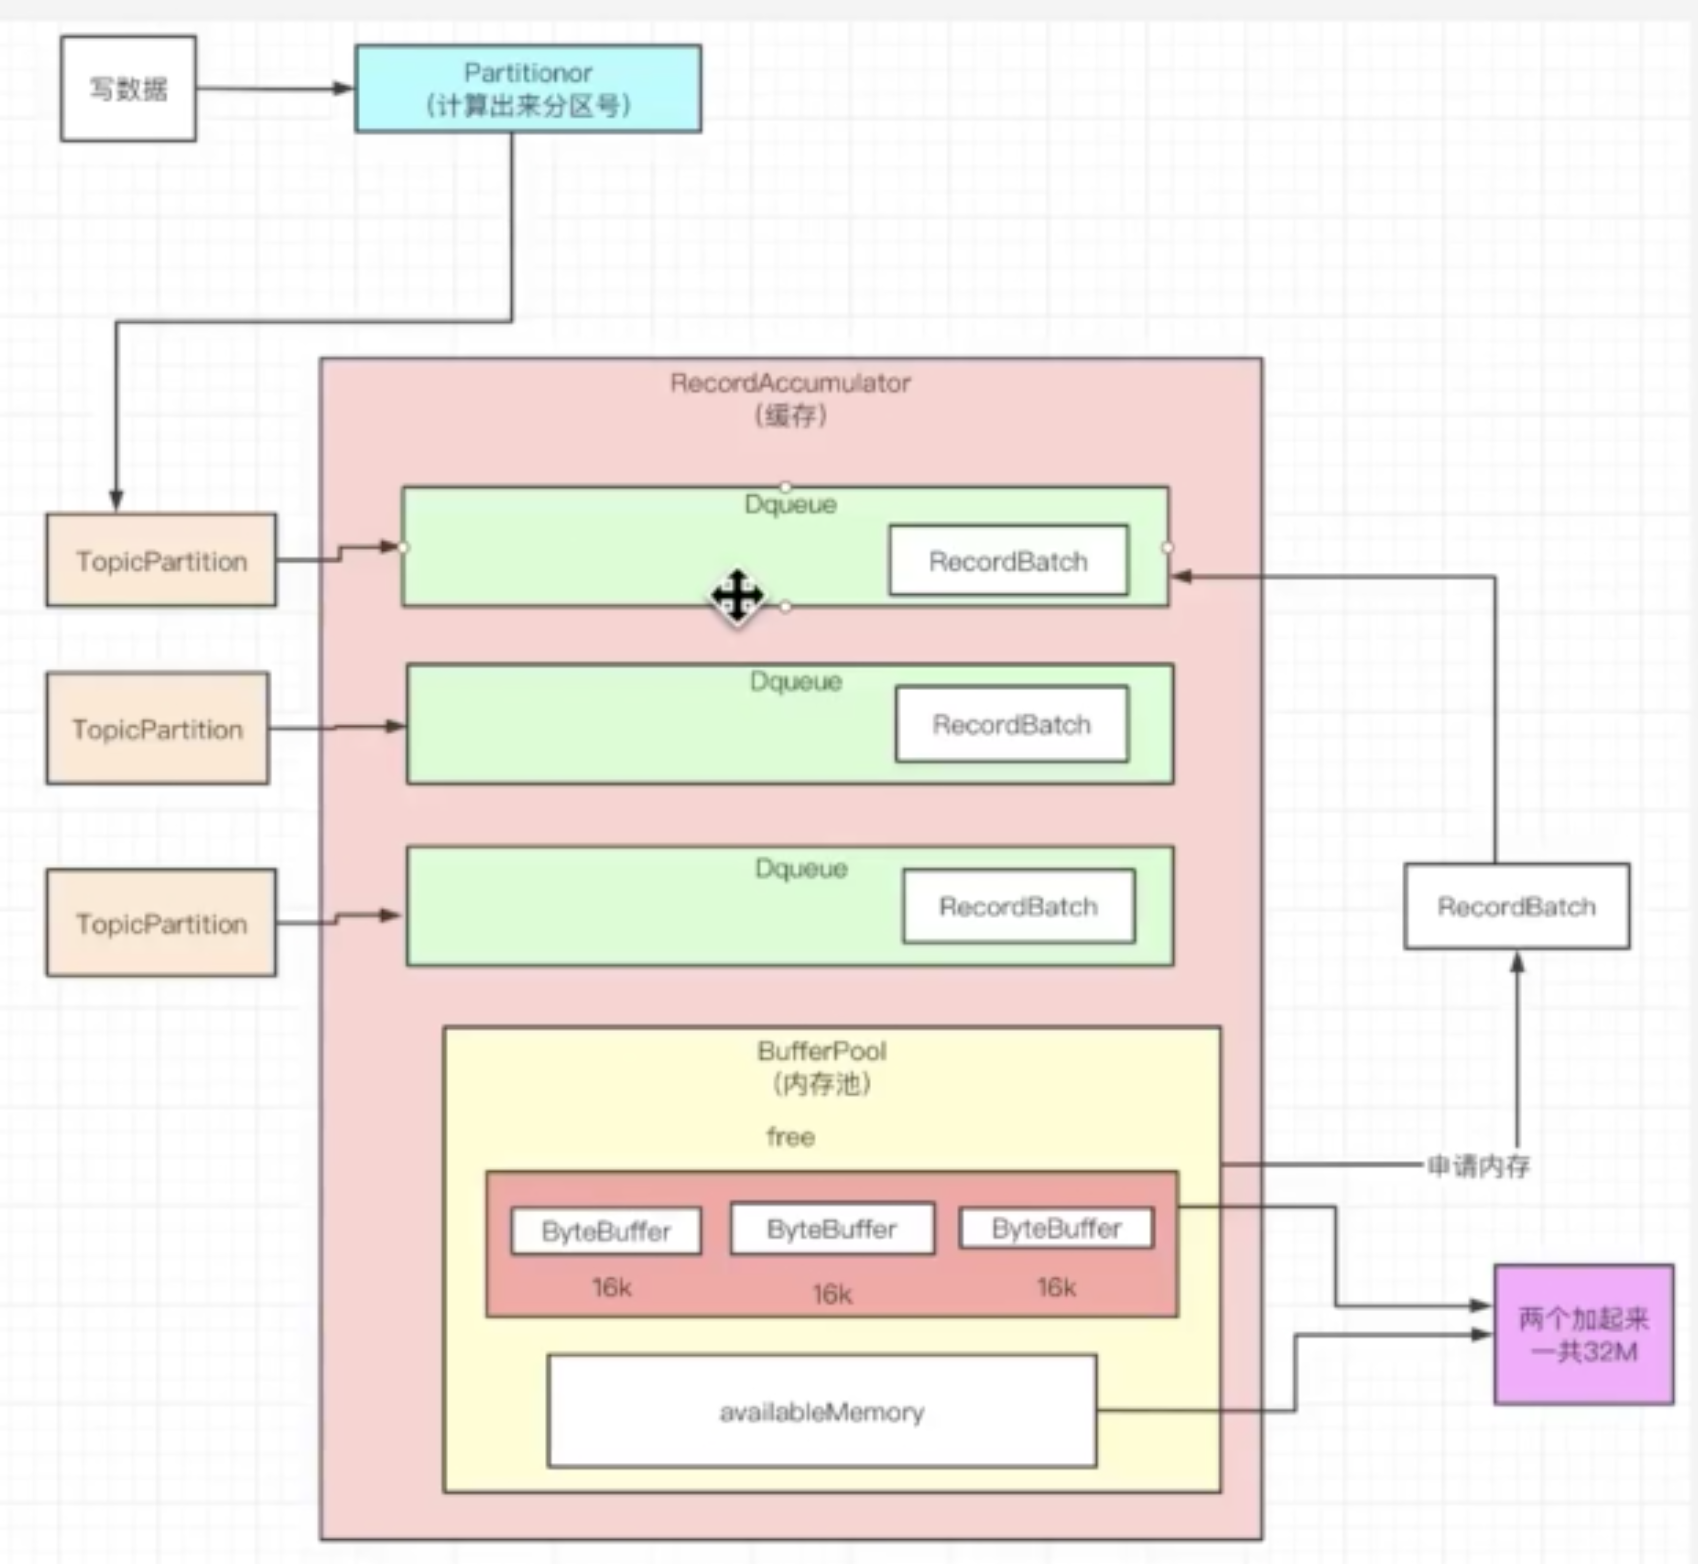 写数据
Partitionor
（计算出来分区号）
RecordAccumulator
（缓存）
TopicPartition
Dqueue
RecordBatch
TopicPartition
Dqueue
RecordBatch
TopicPartition
Dqueue
RecordBatch
RecordBatch
BufferPool
（内存池）
free
申请内存
ByteBuffer
ByteBuffer
ByteBuffer
16k
16k
16k
两个加起来
一共32M
availableMemory